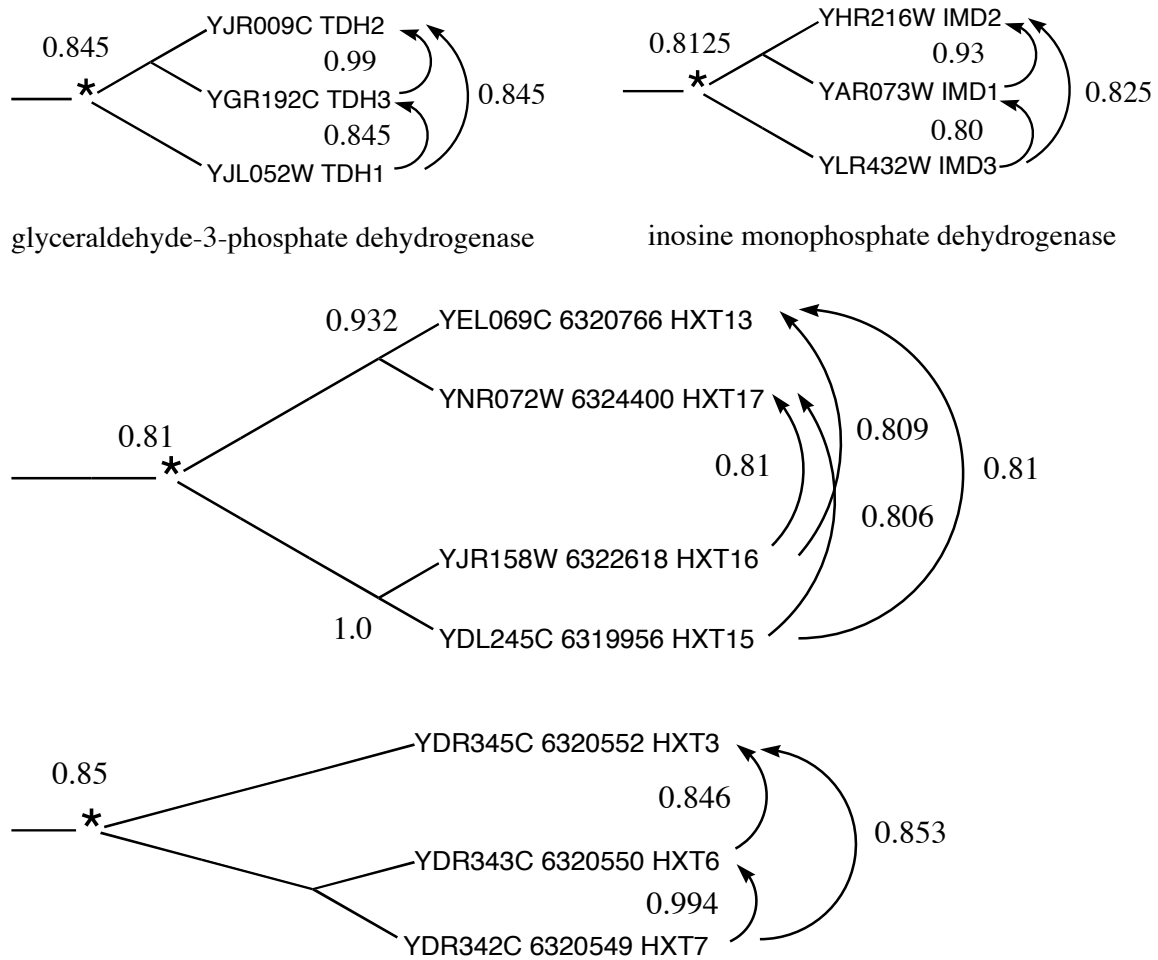 YJR009C TDH2
0.845
0.99
YGR192C TDH3
0.845
0.845
YJL052W TDH1
glyceraldehyde-3-phosphate dehydrogenase
YHR216W IMD2
0.8125
0.93
YAR073W IMD1
0.825
0.80
YLR432W IMD3
inosine monophosphate dehydrogenase
0.932
YEL069C 6320766 HXT13
YNR072W 6324400 HXT17
0.81
0.809
0.81
0.81
0.806
YJR158W 6322618 HXT16
1.0
YDL245C 6319956 HXT15
YDR345C 6320552 HXT3
0.85
0.846
0.853
YDR343C 6320550 HXT6
0.994
YDR342C 6320549 HXT7